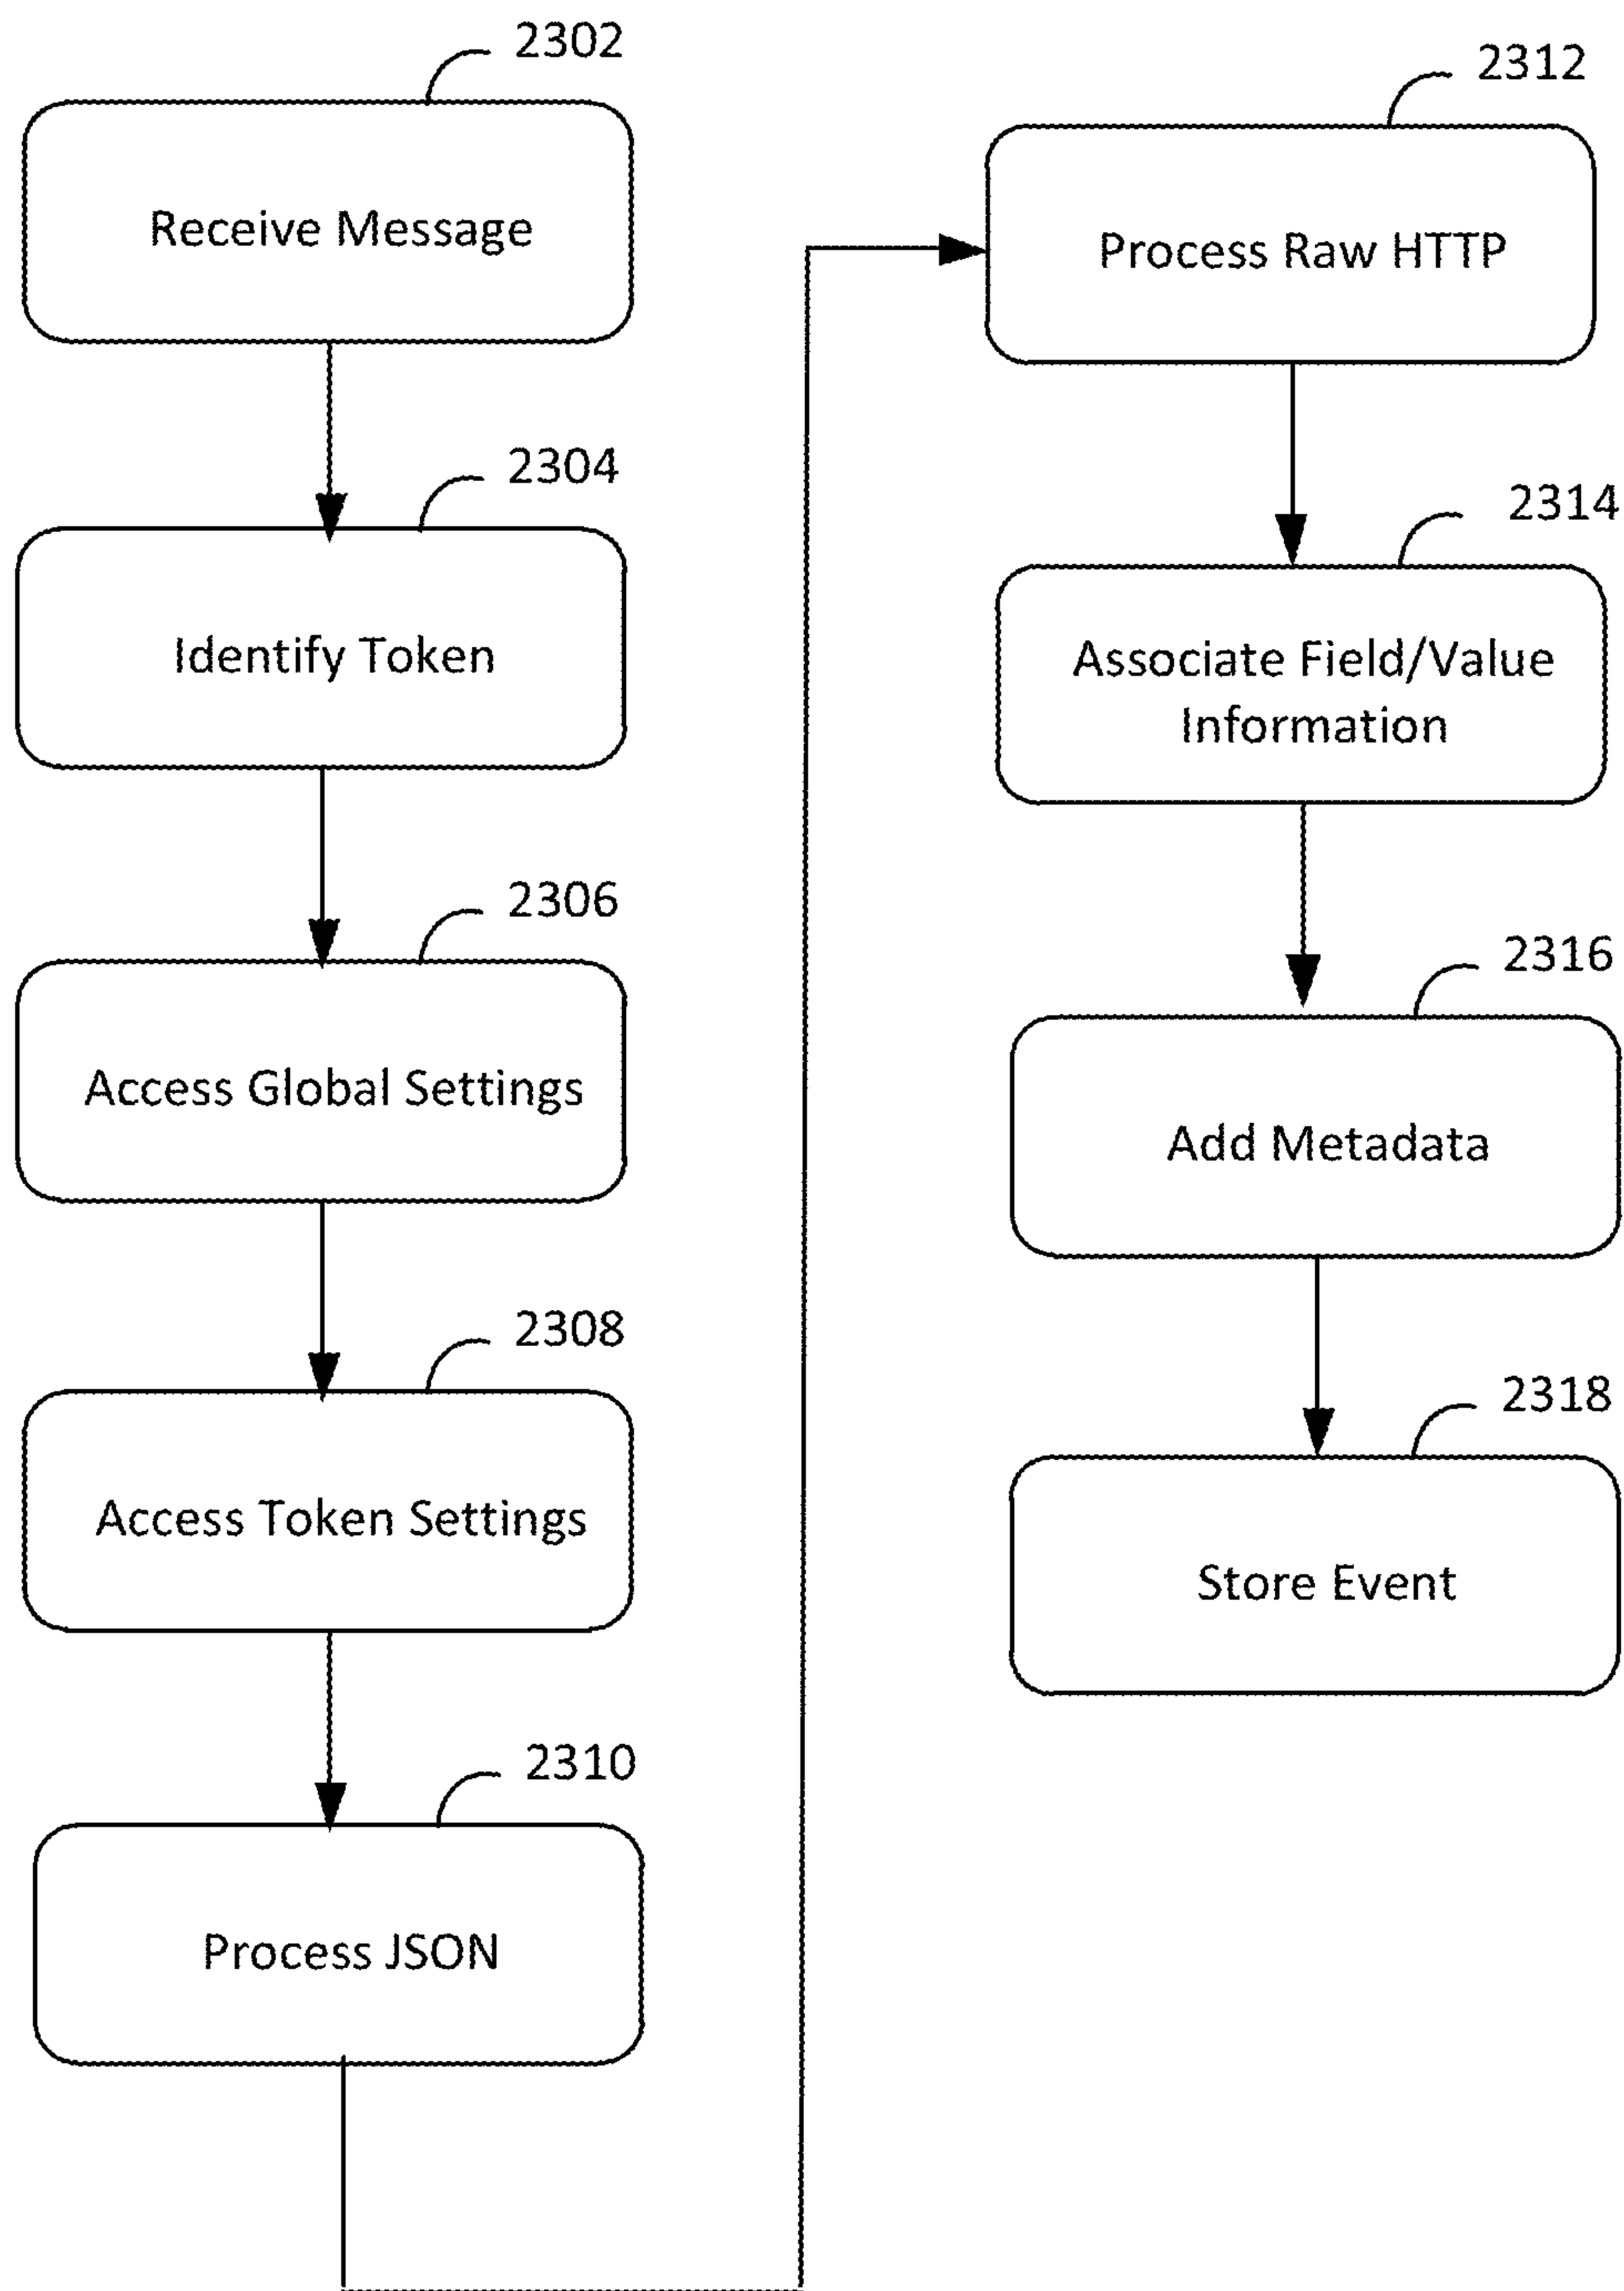 2302
Receive Message
2304
Identify Token
2306
Access Global Settings
2308
Access Token Settings
2310
Process JSON
2312
Process Raw HTTP
2314
Associate Field/Value
Information
2316
Add Metadata
2318
Store Event